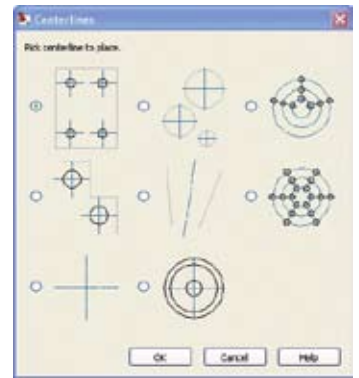 Centerlines
Pick centerline to place.
OK
Cancel
Help